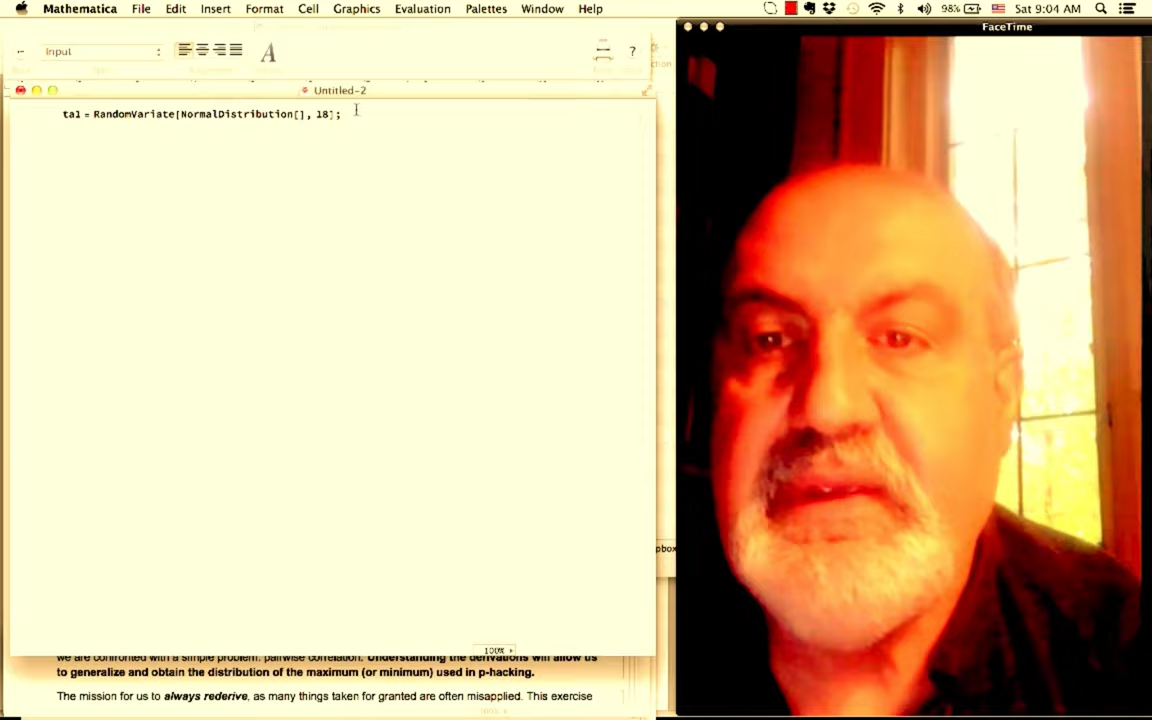 Mathematica File Edit Insert Format Cell Graphics Evaluation Palettes Window Help
98% Sat 9:04 AM
FaceTime
Input
A
?
Untitled-2
ta1 = RandomVariate[NormalDistribution[], 18];
pbox
100%
we are confronted with a simple problem: pairwise correlation. Understanding the derivations will allow us
to generalize and obtain the distribution of the maximum (or minimum) used in p-hacking.
The mission for us to always rederive, as many things taken for granted are often misapplied. This exercise
100%